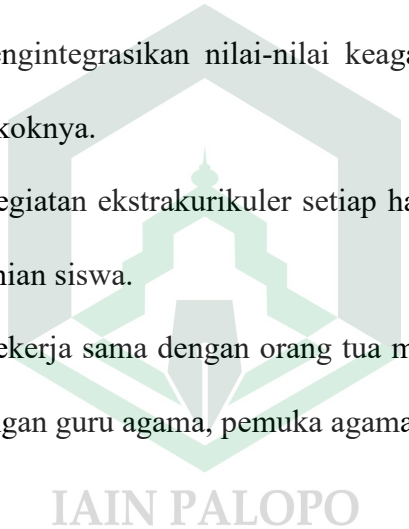 ngintegrasikan nilai-nilai keaga
koknya.
egiatan ekstrakurikuler setiap ha
nian siswa.
ekerja sama dengan orang tua m
ngan guru agama, pemuka agama
IAIN PALOPO